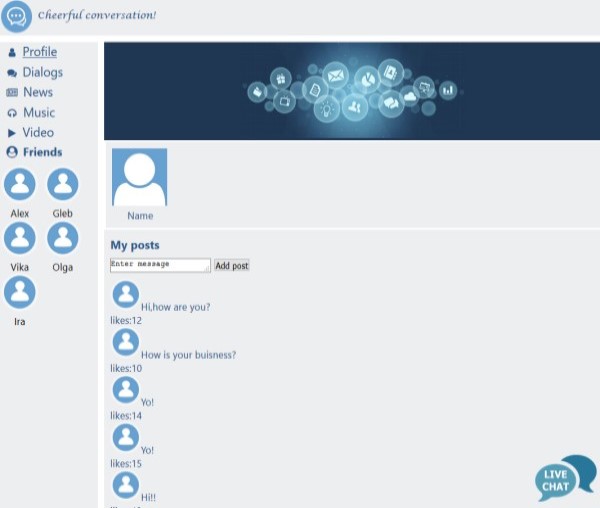 Cheerful conversation!
Profile
Dialogs
News
Music
Video
Friends
Alex Gleb
Vika Olga
Ira
Name
My posts
Enter message Add post
Hi,how are you?
likes:12
How is your buisness?
likes:10
Yo!
likes:14
Yo!
likes:15
Hi!!
LIVE
CHAT